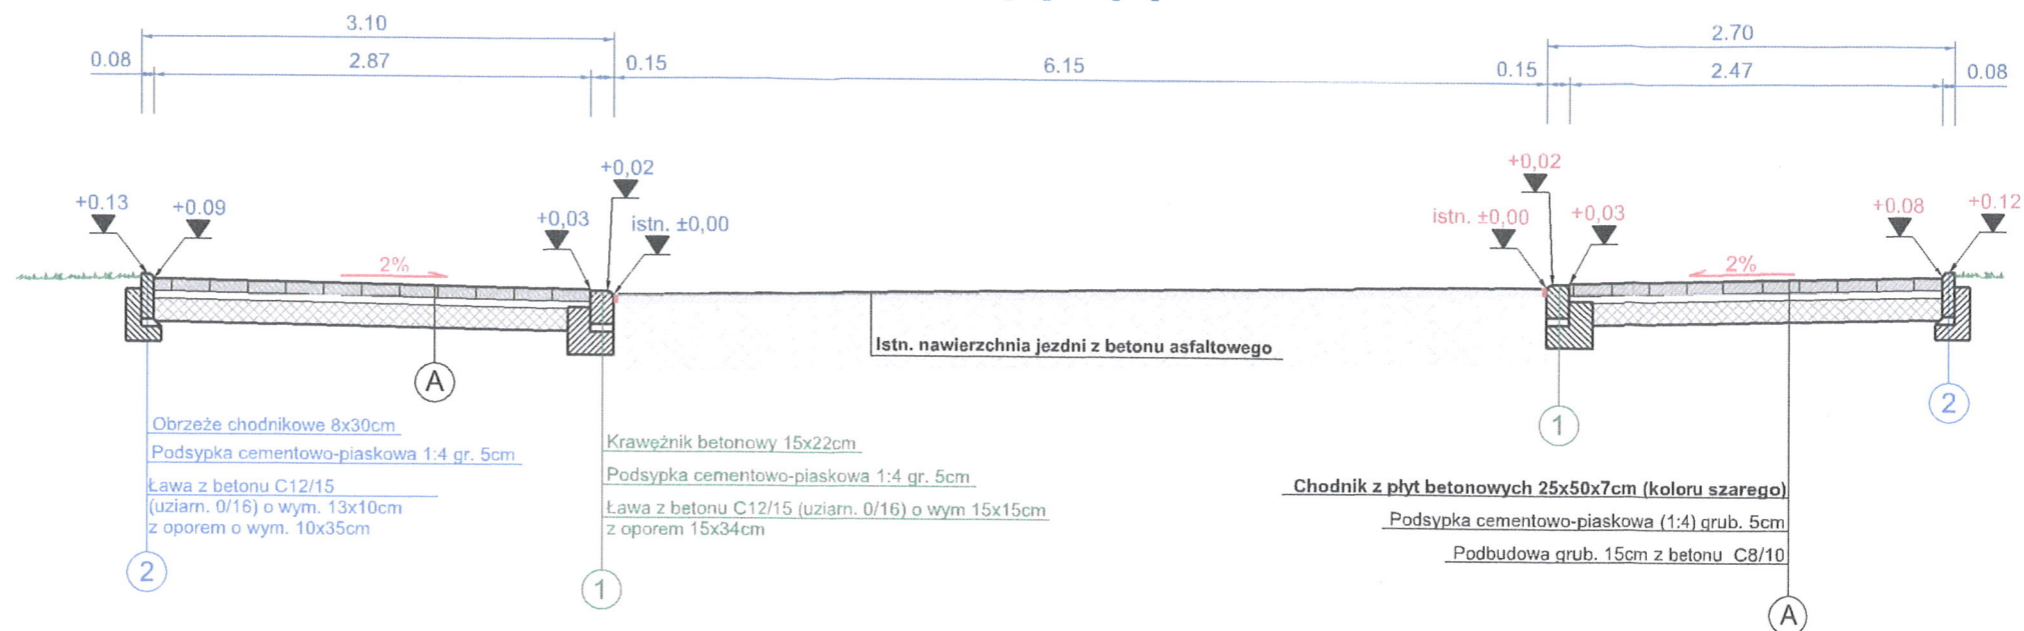 3.10
2.70
0.08
2.87
0.15
6.15
0.15
2.47
0.08
+0,02
+0,02
+0.13
+0.09
+0,03
istn. ±0,00
istn. ±0,00
+0,03
+0.08
+0.12
2%
2%
Istn. nawierzchnia jezdni z betonu asfaltowego
A
2
1
Obrzeże chodnikowe 8x30cm
Podsypka cementowo-piaskowa 1:4 gr. 5cm
Ława z betonu C12/15
(uziarn. 0/16) o wym. 13x10cm
z oporem o wym. 10x35cm
2
Krawężnik betonowy 15x22cm
Podsypka cementowo-piaskowa 1:4 gr. 5cm
Ława z betonu C12/15 (uziarn. 0/16) o wym 15x15cm
z oporem 15x34cm
1
Chodnik z płyt betonowych 25x50x7cm (koloru szarego)
Podsypka cementowo-piaskowa (1:4) grub. 5cm
Podbudowa grub. 15cm z betonu C8/10
A